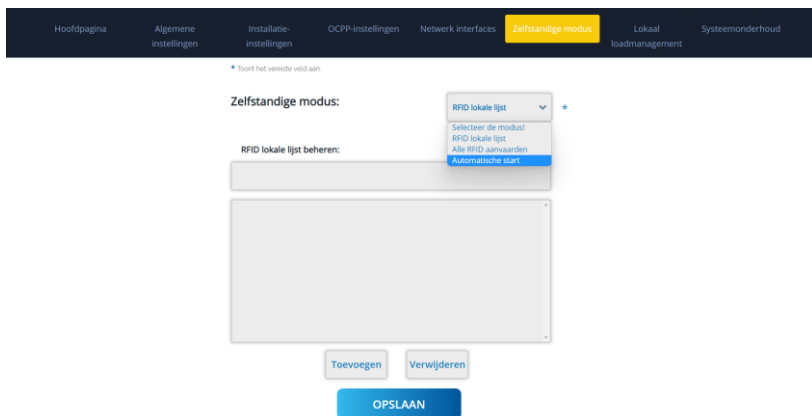 Hoofdpagina
Algemene
instellingen
Installatie-
instellingen
OCPP-instellingen
Netwerk interfaces
Zelfstandige modus
Lokaal
loadmanagement
Systeemonderhoud
* Toont het vereiste veld aan.
Zelfstandige modus:
RFID lokale lijst
*
Selecteer de modus!
RFID lokale lijst
Alle RFID aanvaarden
Automatische start
RFID lokale lijst beheren:
Toevoegen
Verwijderen
OPSLAAN